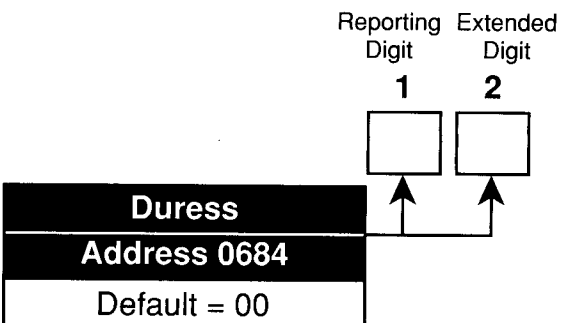 Reporting Extended
Digit Digit
1 2
Duress
Address 0684
Default = 00